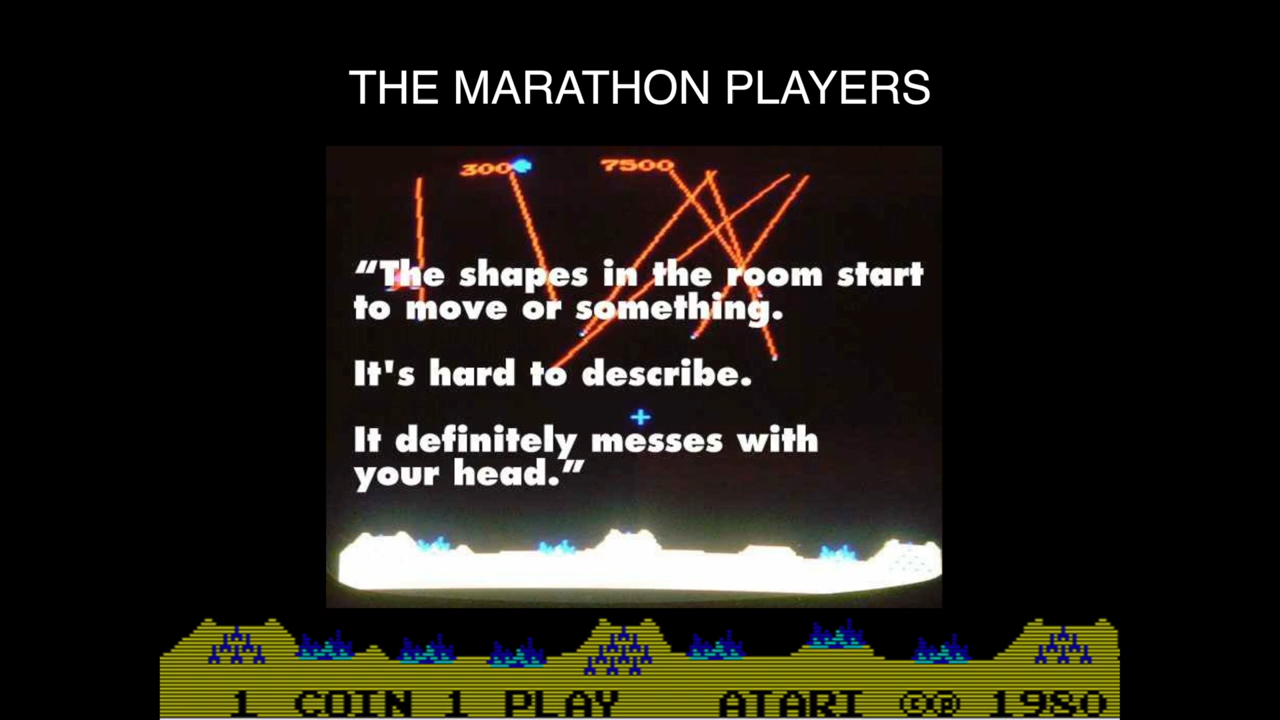 THE MARATHON PLAYERS
300 7500
“The shapes in the room start
to move or something.
It's hard to describe.
It definitely messes with
your head.”
1 COIN 1 PLAY ATARI ©℗ 1980